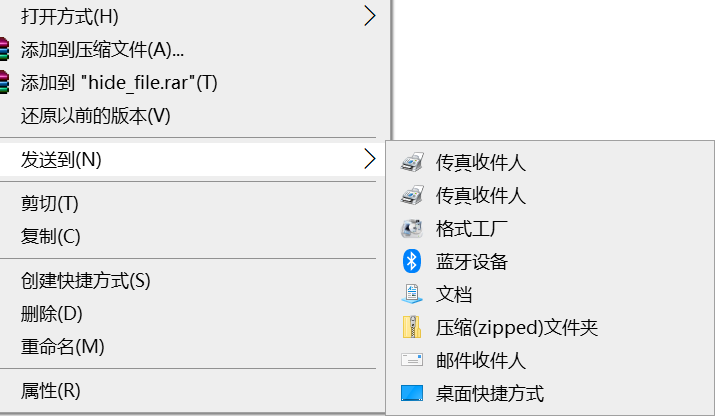 打开方式(H)
添加到压缩文件(A)...
添加到 "hide_file.rar"(T)
还原以前的版本(V)
发送到(N)
剪切(T)
复制(C)
创建快捷方式(S)
删除(D)
重命名(M)
属性(R)
传真收件人
传真收件人
格式工厂
蓝牙设备
文档
压缩(zipped)文件夹
邮件收件人
桌面快捷方式